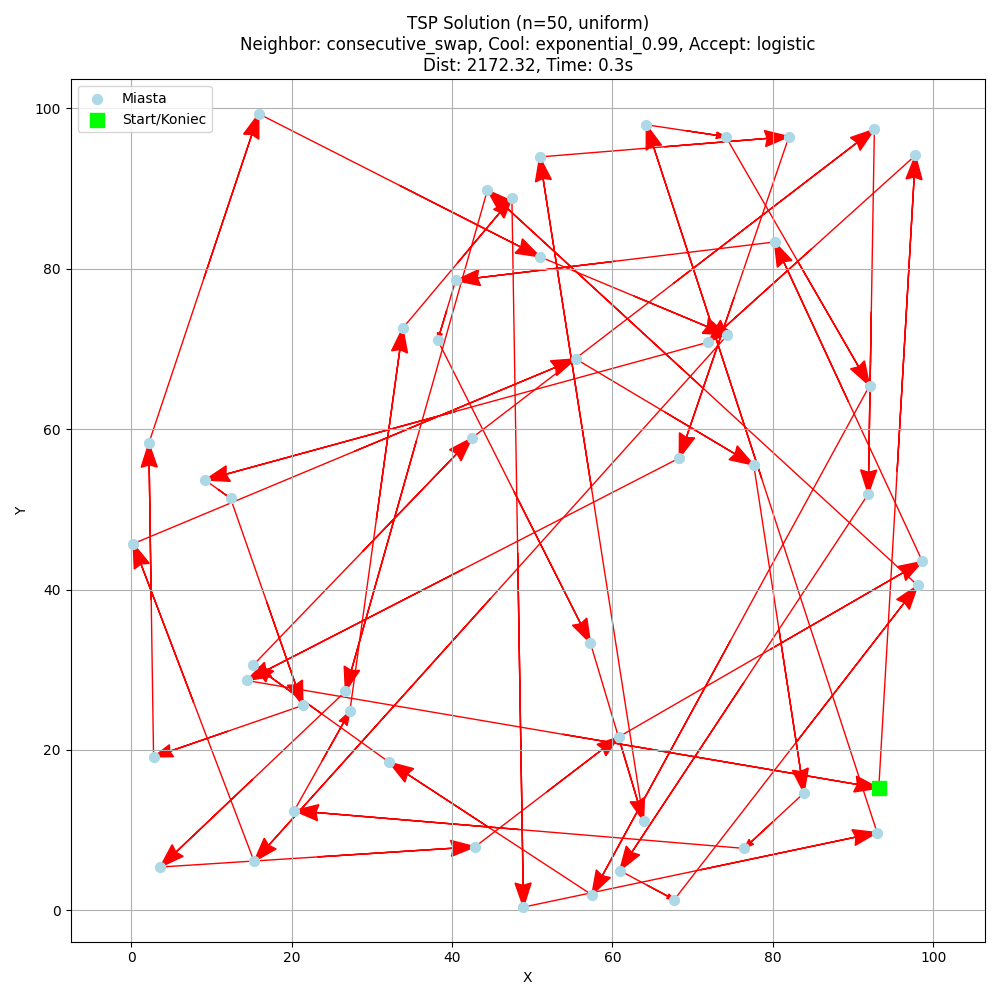 TSP Solution (n=50, uniform)
Neighbor: consecutive_swap, Cool: exponential_0.99, Accept: logistic
Dist: 2172.32, Time: 0.3s
Miasta
Start/Koniec
100
80
60
40
20
0
Y
0 20 40 60 80 100
X